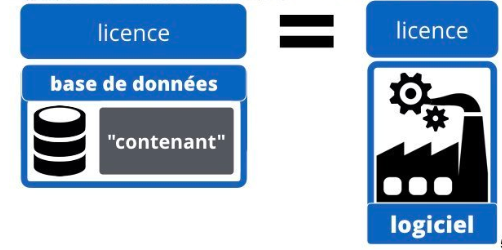 licence
base de données
"contenant"
=
licence
logiciel